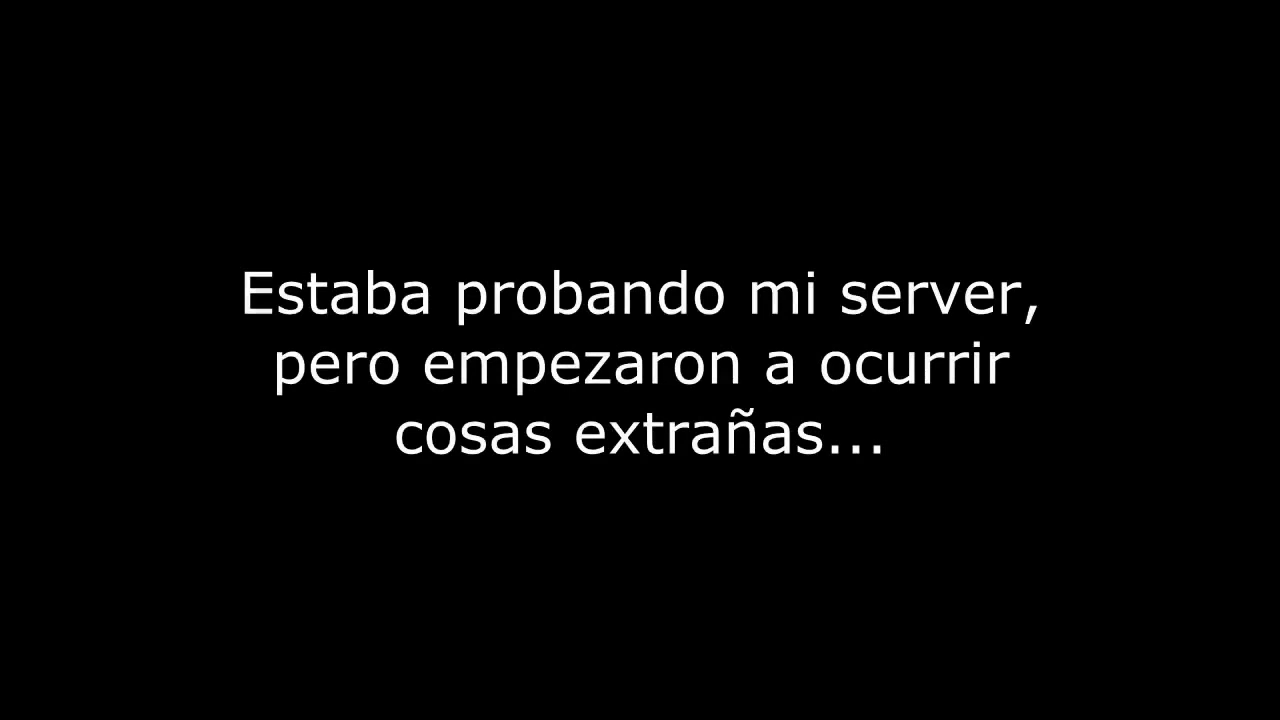 Estaba probando mi server,
pero empezaron a ocurrir
cosas extrañas...